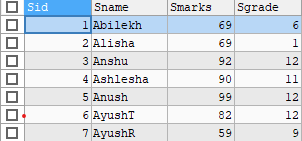 Sid Sname Smarks Sgrade
1 Abilekh 69 6
2 Alisha 69 1
3 Anshu 92 12
4 Ashlesha 90 11
5 Anush 99 12
6 AyushT 82 12
7 AyushR 59 9